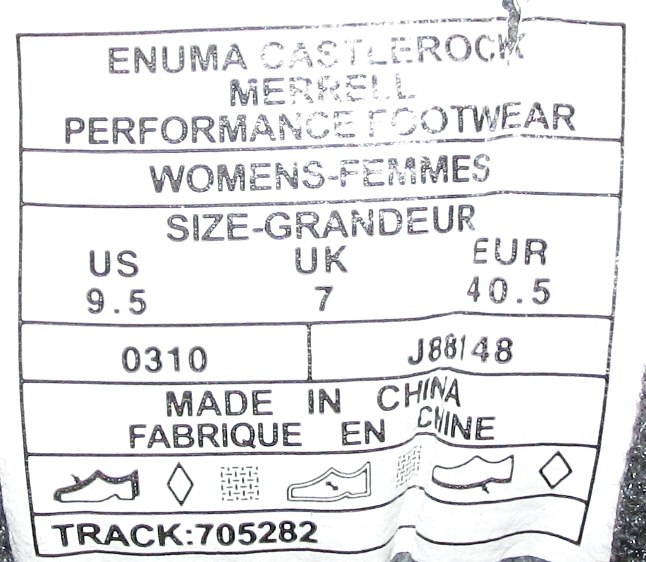 ENUMA CASTLEROCK
MERRELL
PERFORMANCE FOOTWEAR
WOMENS-FEMMES
SIZE-GRANDEUR
US UK EUR
9.5 7 40.5
0310 J88148
MADE IN CHINA
FABRIQUE EN CHINE
TRACK:705282